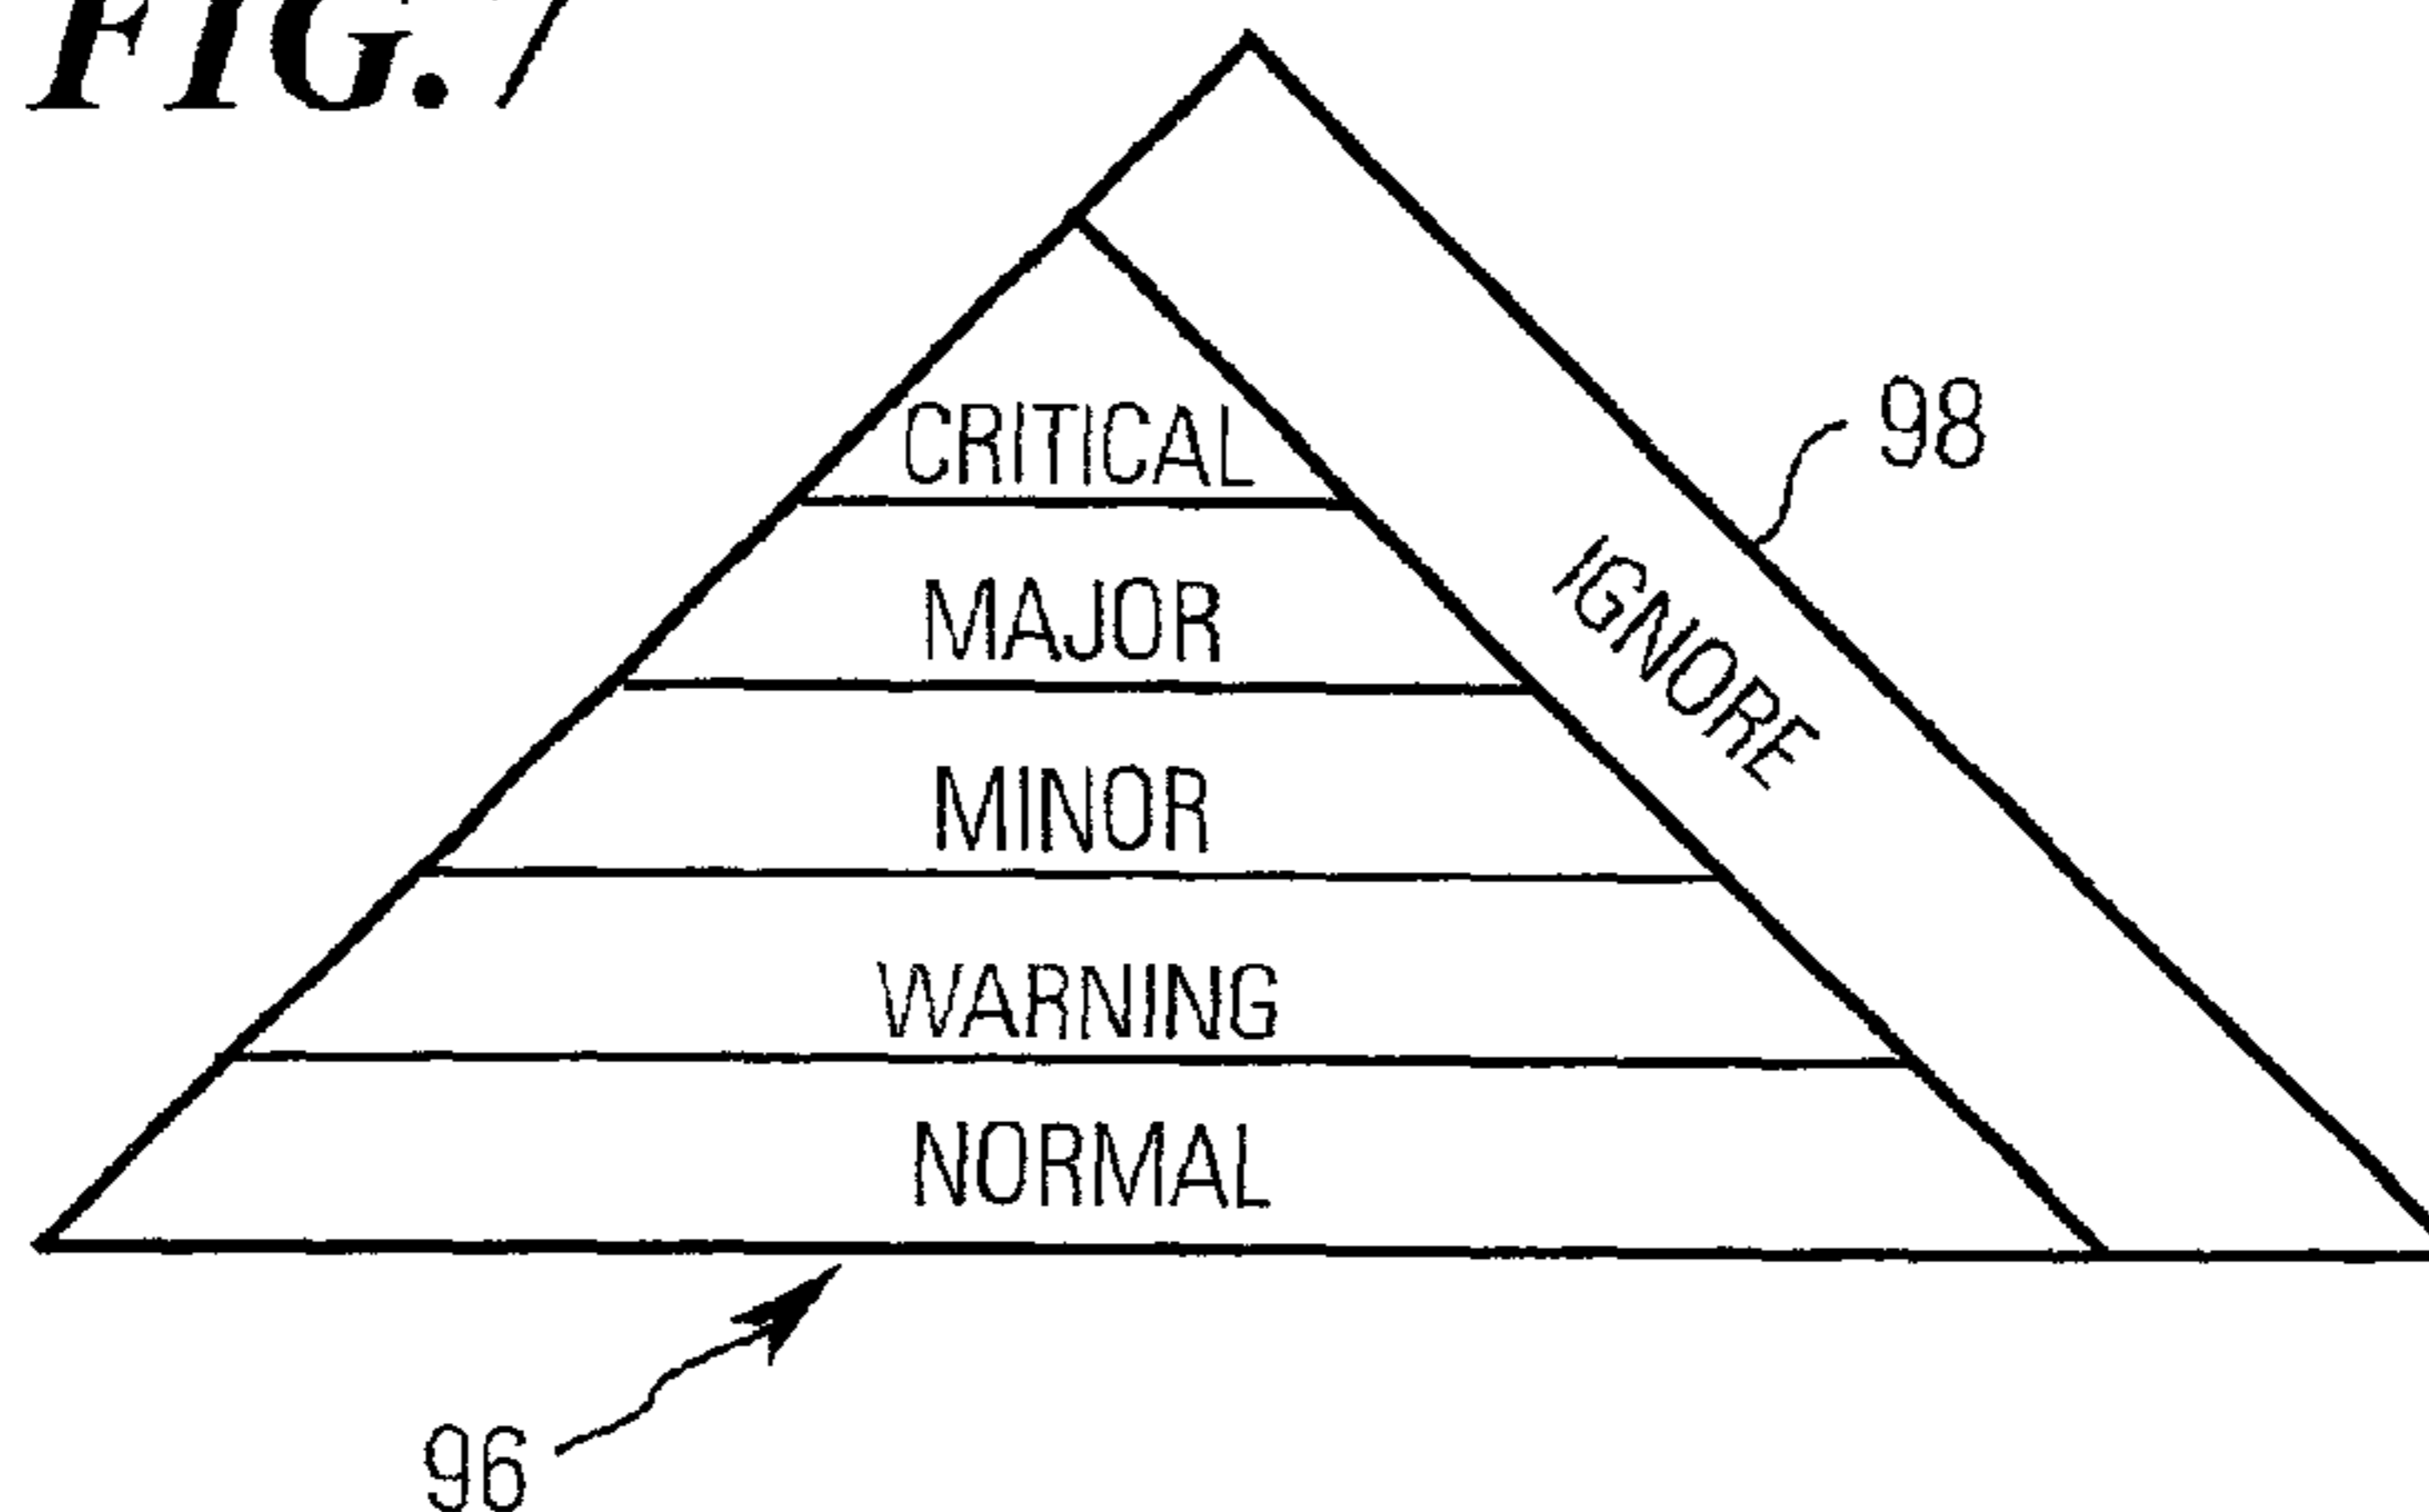 FIG. 7
CRITICAL
98
IGNORE
MAJOR
MINOR
WARNING
NORMAL
96